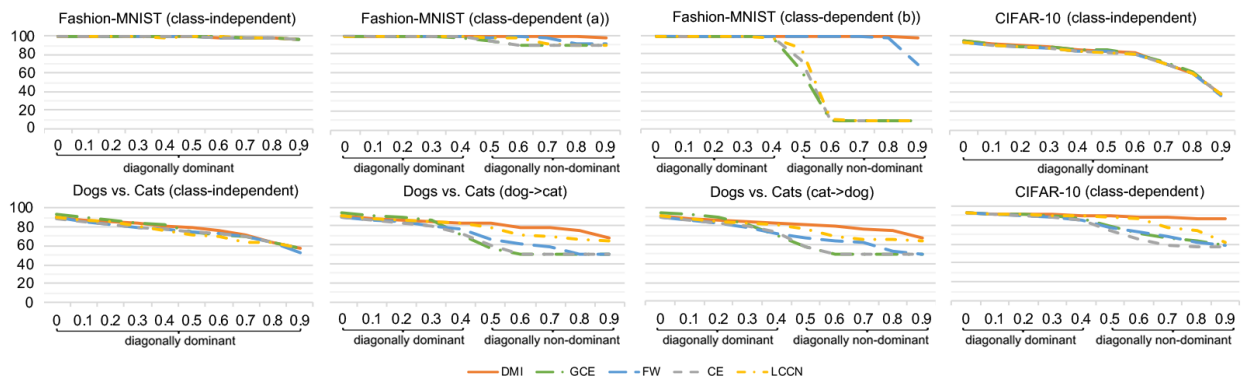 Fashion-MNIST (class-independent)
Fashion-MNIST (class-dependent (a))
Fashion-MNIST (class-dependent (b))
CIFAR-10 (class-independent)
100
80
60
40
20
0
0 0.1 0.2 0.3 0.4 0.5 0.6 0.7 0.8 0.9
diagonally dominant
0 0.1 0.2 0.3 0.4 0.5 0.6 0.7 0.8 0.9
diagonally dominant diagonally non-dominant
0 0.1 0.2 0.3 0.4 0.5 0.6 0.7 0.8 0.9
diagonally dominant diagonally non-dominant
0 0.1 0.2 0.3 0.4 0.5 0.6 0.7 0.8 0.9
diagonally dominant
Dogs vs. Cats (class-independent)
Dogs vs. Cats (dog->cat)
Dogs vs. Cats (cat->dog)
CIFAR-10 (class-dependent)
100
80
60
40
20
0
0 0.1 0.2 0.3 0.4 0.5 0.6 0.7 0.8 0.9
diagonally dominant
0 0.1 0.2 0.3 0.4 0.5 0.6 0.7 0.8 0.9
diagonally dominant diagonally non-dominant
0 0.1 0.2 0.3 0.4 0.5 0.6 0.7 0.8 0.9
diagonally dominant diagonally non-dominant
0 0.1 0.2 0.3 0.4 0.5 0.6 0.7 0.8 0.9
diagonally dominant diagonally non-dominant
DMI GCE FW CE LCCN